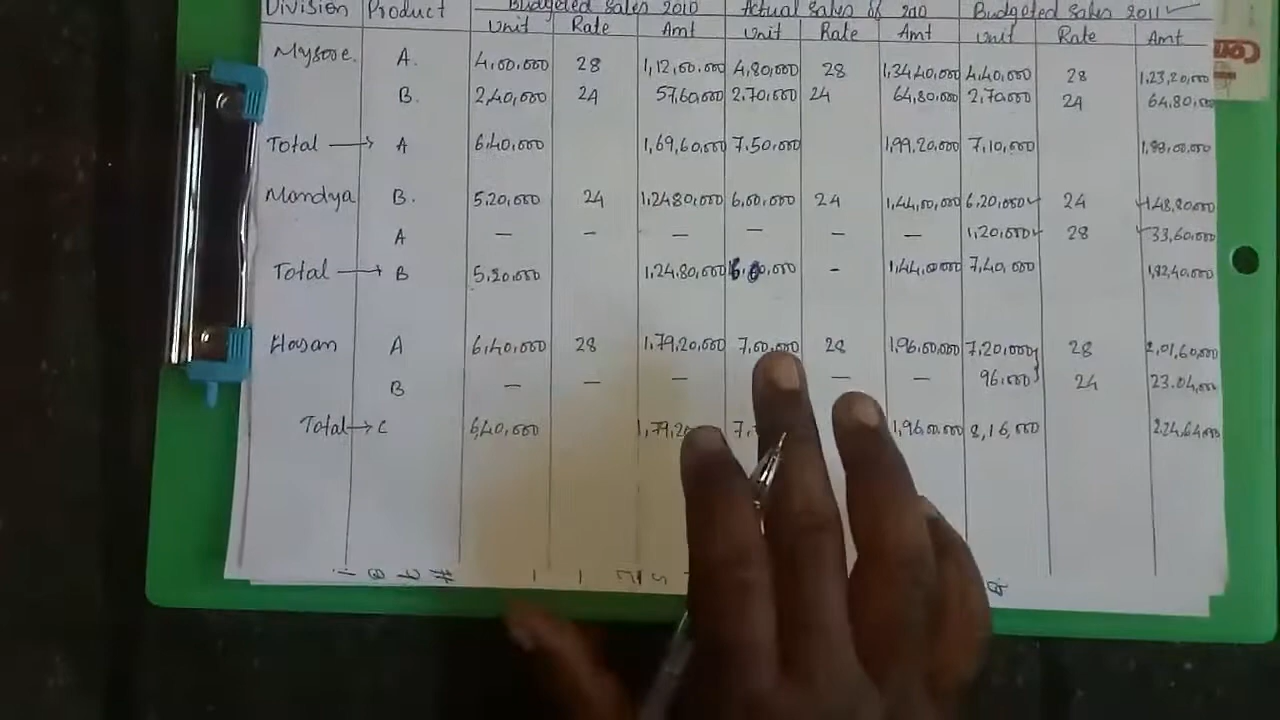 Division Product Budgeted Sales 2010 Actual Sales of 2010 Budgeted Sales 2011
Unit Rate Amt Unit Rate Amt Unit Rate Amt
Mysore. A. 4,00,000 28 1,12,00,000 4,80,000 28 1,34,40,000 4,40,000 28 1,23,20,000
B. 2,40,000 24 57,60,000 2,70,000 24 64,80,000 2,70,000 24 64,80,000
Total → A 6,40,000 1,69,60,000 7,50,000 1,99,20,000 7,10,000 1,88,00,000
Mandya B. 5,20,000 24 1,24,80,000 6,00,000 24 1,44,00,000 6,20,000 24 1,48,80,000
A — — — — — — 1,20,000 28 33,60,000
Total → B 5,20,000 1,24,80,000 6,00,000 - 1,44,00,000 7,40,000 1,82,40,000
Hasan A 6,40,000 28 1,79,20,000 7,00,000 28 1,96,00,000 7,20,000 28 2,01,60,000
B — — — — — 96,000 24 23,04,000
Total → C 6,40,000 1,79,20 7, 1,96,00,000 8,16,000 2,24,64,000